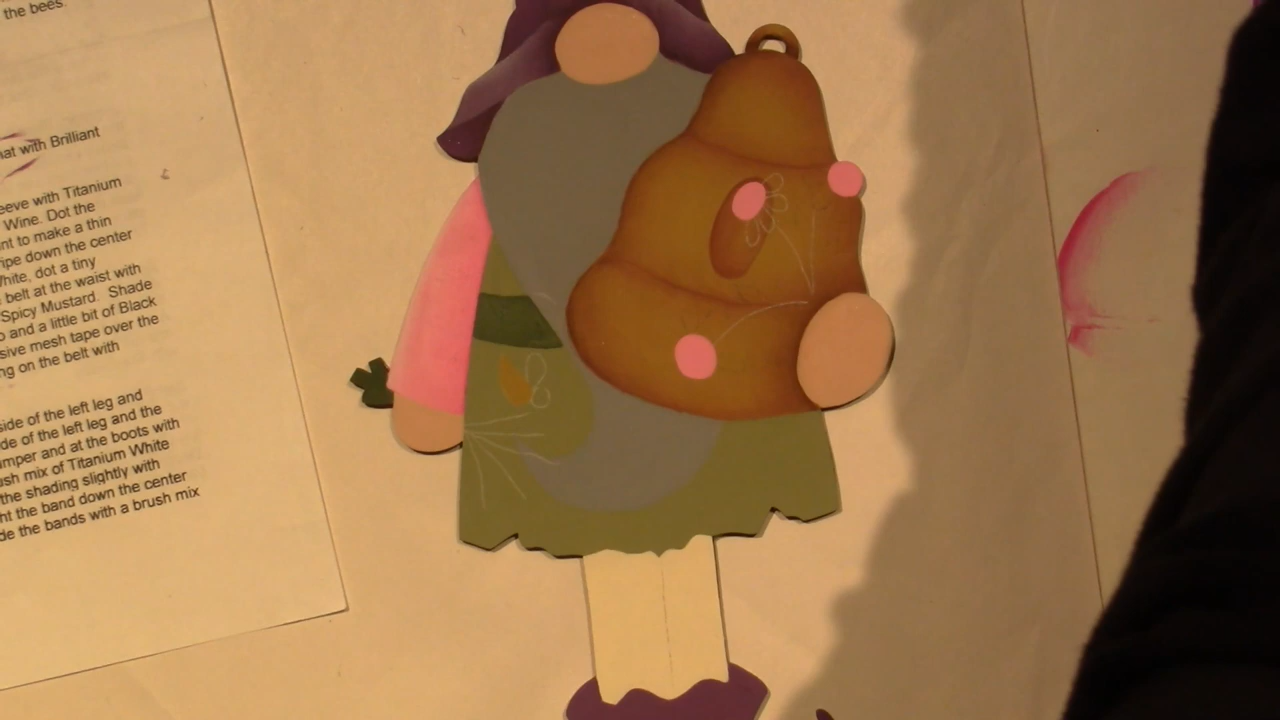 the bees.
hat with Brilliant
eeve with Titanium
Wine. Dot the
nt to make a thin
ripe down the center
White, dot a tiny
belt at the waist with
Spicy Mustard. Shade
o and a little bit of Black
sive mesh tape over the
ng on the belt with
side of the left leg and
de of the left leg and the
umper and at the boots with
ush mix of Titanium White
the shading slightly with
ht the band down the center
de the bands with a brush mix